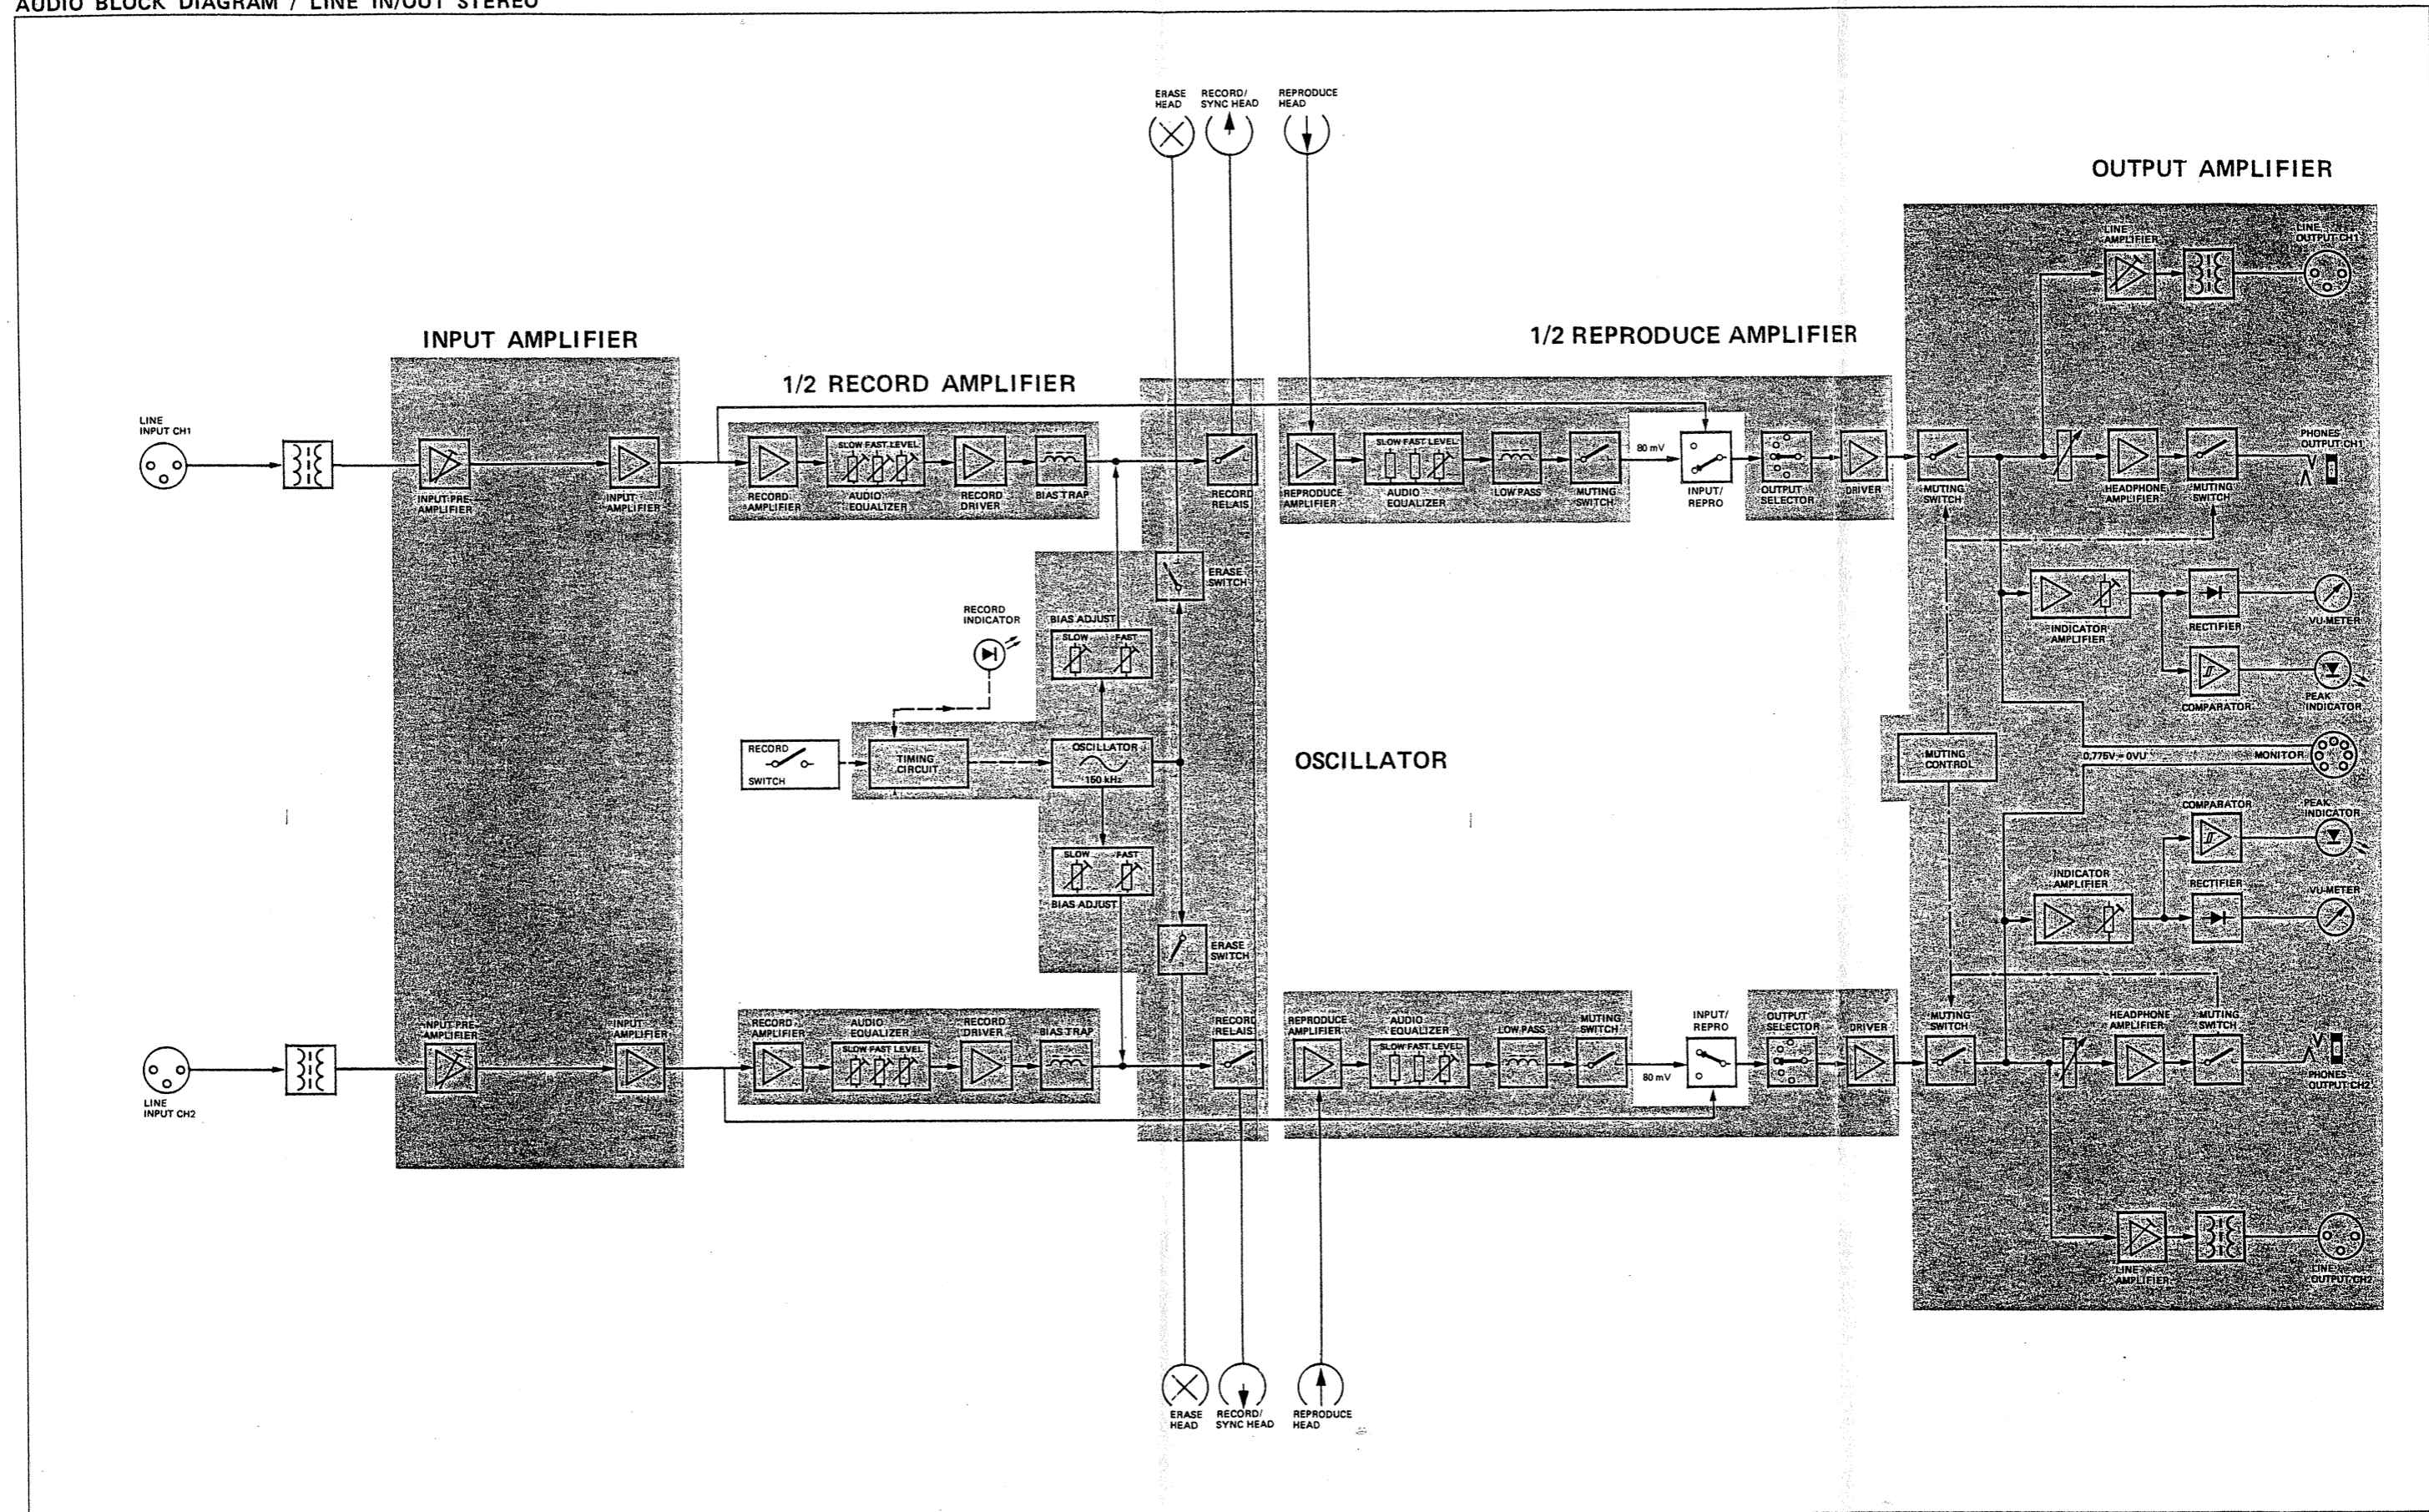 AUDIO BLOCK DIAGRAM / LINE IN/OUT STEREO
ERASE
HEAD
RECORD/
SYNC HEAD
REPRODUCE
HEAD
OUTPUT AMPLIFIER
LINE
AMPLIFIER
LINE
OUTPUT CH1
INPUT AMPLIFIER
1/2 RECORD AMPLIFIER
1/2 REPRODUCE AMPLIFIER
LINE
INPUT CH1
INPUT PRE
AMPLIFIER
INPUT
AMPLIFIER
RECORD
AMPLIFIER
SLOW FAST LEVEL
AUDIO
EQUALIZER
RECORD
DRIVER
BIAS TRAP
RECORD
RELAIS
REPRODUCE
AMPLIFIER
SLOW FAST LEVEL
AUDIO
EQUALIZER
LOW PASS
MUTING
SWITCH
80 mV
INPUT/
REPRO
OUTPUT
SELECTOR
DRIVER
MUTING
SWITCH
HEADPHONE
AMPLIFIER
MUTING
SWITCH
PHONES
OUTPUT CH1
ERASE
SWITCH
RECORD
INDICATOR
BIAS ADJUST
SLOW FAST
INDICATOR
AMPLIFIER
RECTIFIER
VU-METER
COMPARATOR
PEAK
INDICATOR
RECORD
SWITCH
TIMING
CIRCUIT
OSCILLATOR
150 kHz
OSCILLATOR
MUTING
CONTROL
0,775V = 0VU
MONITOR
SLOW FAST
BIAS ADJUST
ERASE
SWITCH
COMPARATOR
PEAK
INDICATOR
INDICATOR
AMPLIFIER
RECTIFIER
VU-METER
INPUT PRE
AMPLIFIER
INPUT
AMPLIFIER
RECORD
AMPLIFIER
AUDIO
EQUALIZER
SLOW FAST LEVEL
RECORD
DRIVER
BIAS TRAP
RECORD
RELAIS
REPRODUCE
AMPLIFIER
AUDIO
EQUALIZER
SLOW FAST LEVEL
LOW PASS
MUTING
SWITCH
80 mV
INPUT/
REPRO
OUTPUT
SELECTOR
DRIVER
MUTING
SWITCH
HEADPHONE
AMPLIFIER
MUTING
SWITCH
PHONES
OUTPUT CH2
LINE
INPUT CH2
LINE
AMPLIFIER
LINE
OUTPUT CH2
ERASE
HEAD
RECORD/
SYNC HEAD
REPRODUCE
HEAD